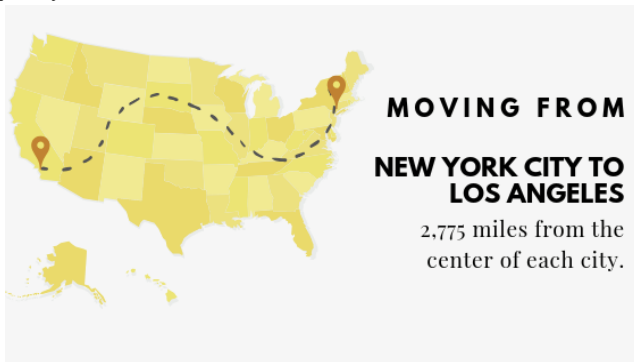 MOVING FROM
NEW YORK CITY TO
LOS ANGELES
2,775 miles from the
center of each city.